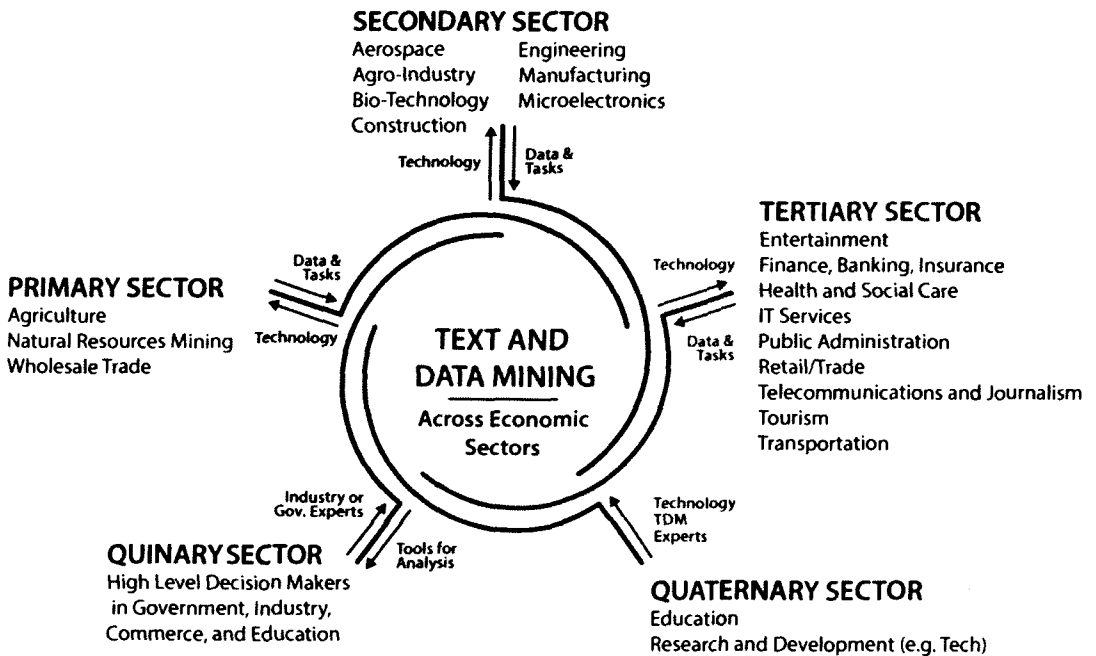 SECONDARY SECTOR
Aerospace
Agro-Industry
Bio-Technology
Construction
Engineering
Manufacturing
Microelectronics
Technology
Data &
Tasks
TERTIARY SECTOR
Entertainment
Finance, Banking, Insurance
Health and Social Care
IT Services
Public Administration
Retail/Trade
Telecommunications and Journalism
Tourism
Transportation
Technology
Data &
Tasks
PRIMARY SECTOR
Agriculture
Natural Resources Mining
Wholesale Trade
Data &
Tasks
Technology
TEXT AND
DATA MINING
Across Economic
Sectors
Industry or
Gov. Experts
Tools for
Analysis
QUINARY SECTOR
High Level Decision Makers
in Government, Industry,
Commerce, and Education
Technology
TDM
Experts
QUATERNARY SECTOR
Education
Research and Development (e.g. Tech)